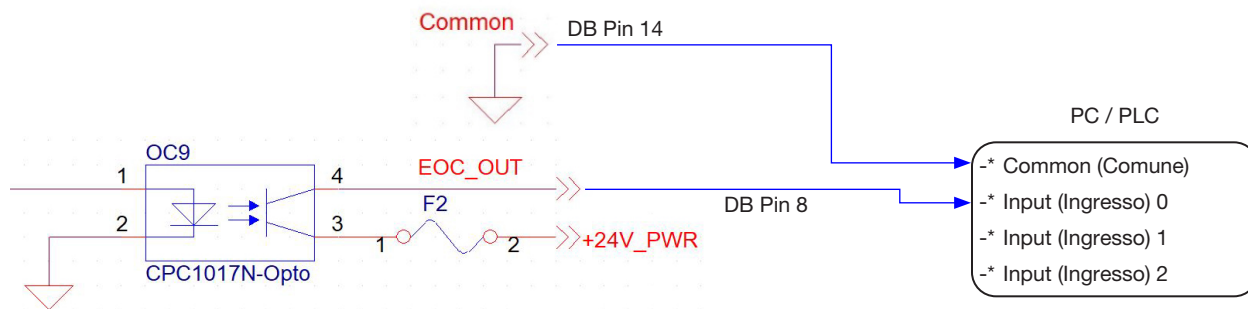 Common
DB Pin 14
PC / PLC
OC9
1
4
EOC_OUT
-* Common (Comune)
F2
DB Pin 8
-* Input (Ingresso) 0
2
3
1
2
+24V_PWR
-* Input (Ingresso) 1
CPC1017N-Opto
-* Input (Ingresso) 2